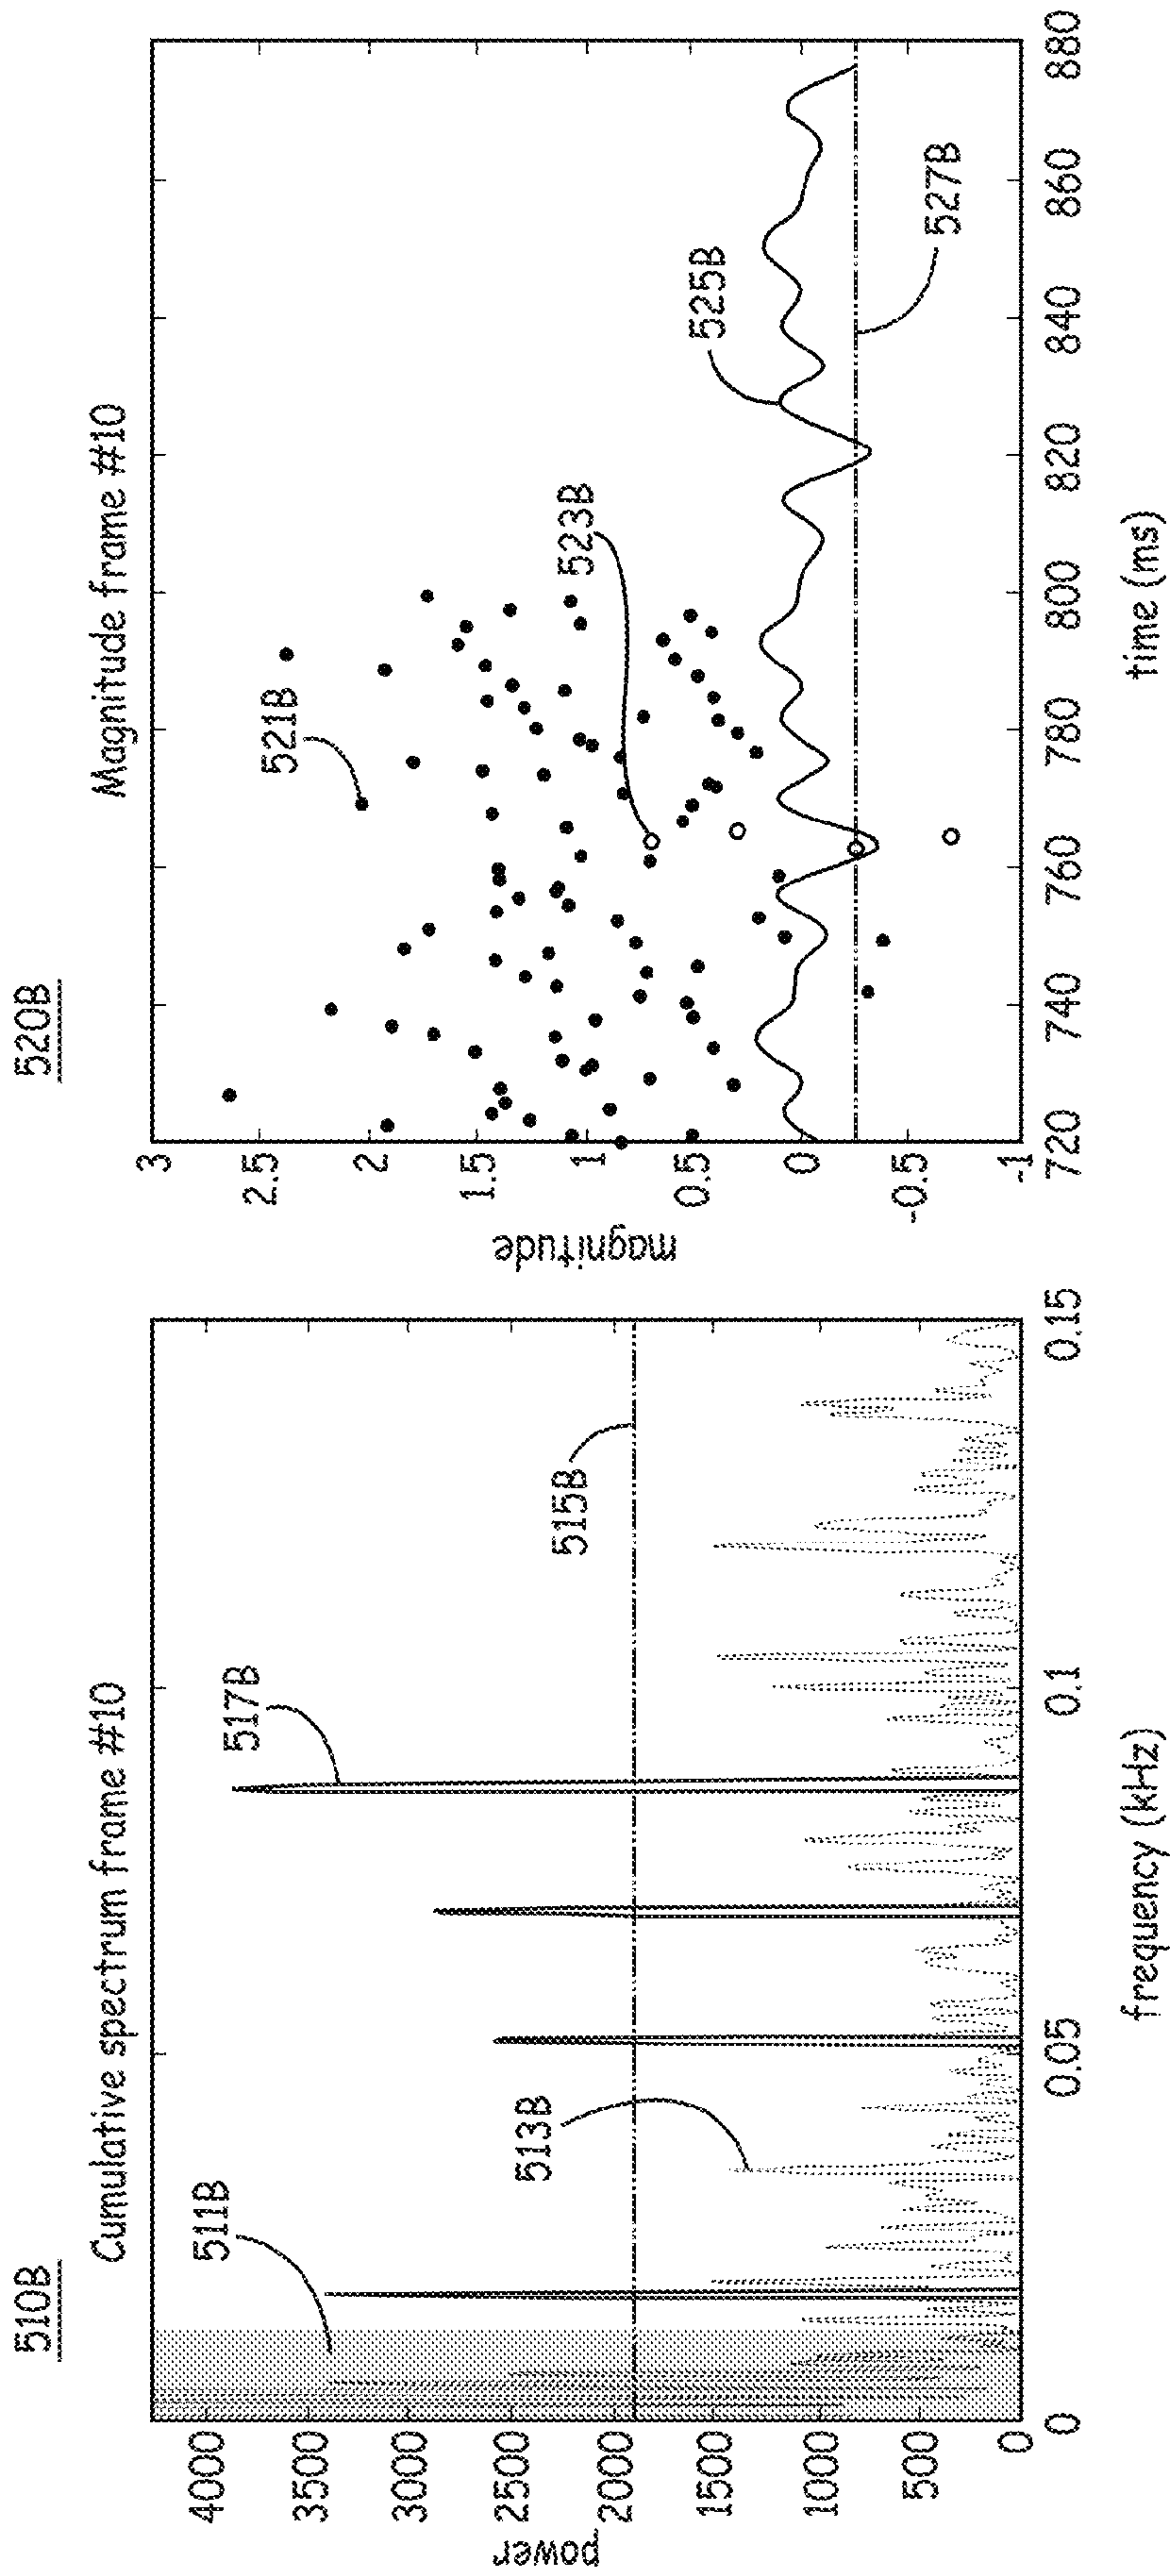 510B
Cumulative spectrum frame #10
power
4000
3500
3000
2500
2000
1500
1000
500
0
511B
513B
515B
517B
0
0.05
0.1
0.15
frequency (kHz)
520B
Magnitude frame #10
magnitude
3
2.5
2
1.5
1
0.5
0
-0.5
-1
521B
523B
525B
527B
720
740
760
780
800
820
840
860
880
time (ms)